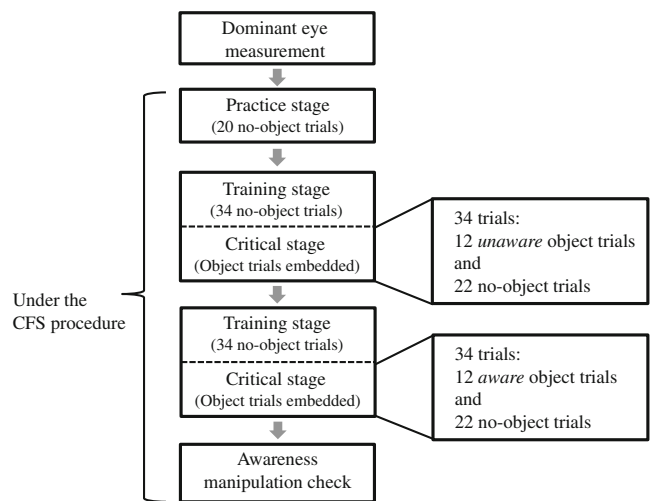 Dominant eye
measurement
Practice stage
(20 no-object trials)
Training stage
(34 no-object trials)
Critical stage
(Object trials embedded)
34 trials:
12 unaware object trials
and
22 no-object trials
Under the
CFS procedure
Training stage
(34 no-object trials)
Critical stage
(Object trials embedded)
34 trials:
12 aware object trials
and
22 no-object trials
Awareness
manipulation check